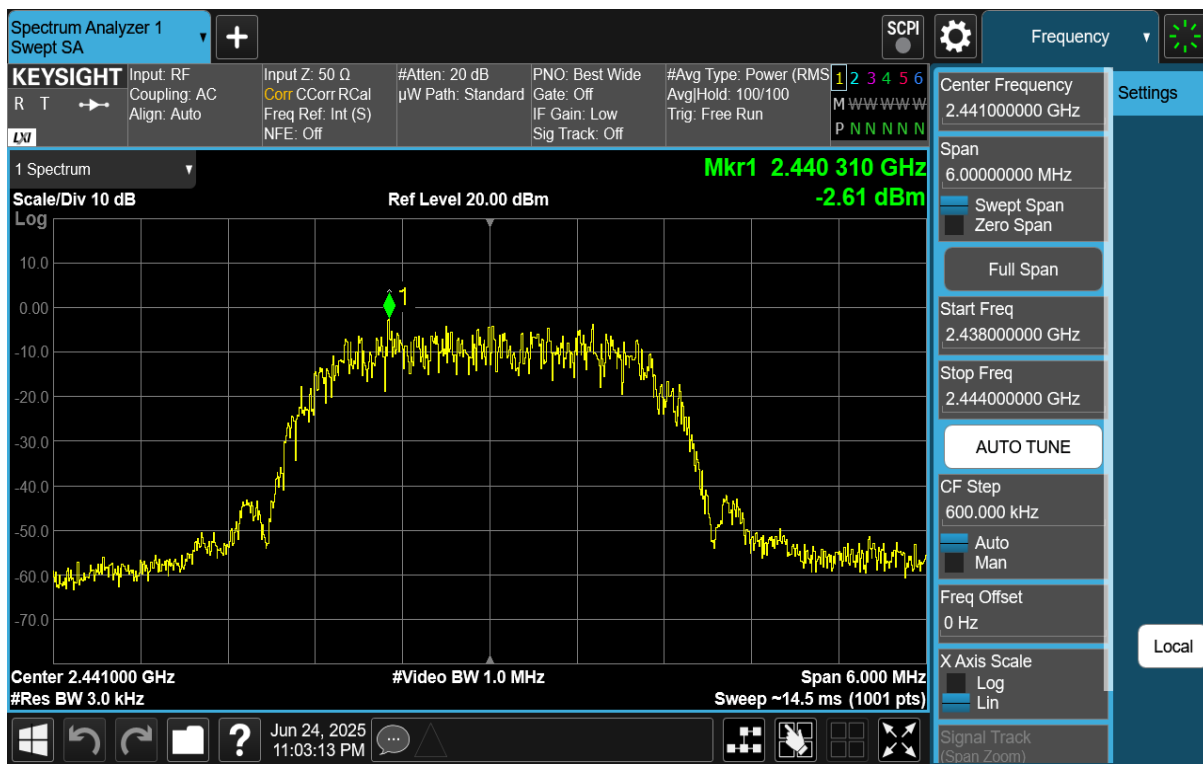 Spectrum Analyzer 1
Swept SA
+
SCPI
Frequency
KEYSIGHT
R T
LXI
Input: RF
Coupling: AC
Align: Auto
Input Z: 50 Ω
Corr CCorr RCal
Freq Ref: Int (S)
NFE: Off
#Atten: 20 dB
µW Path: Standard
PNO: Best Wide
Gate: Off
IF Gain: Low
Sig Track: Off
#Avg Type: Power (RMS
Avg|Hold: 100/100
Trig: Free Run
1 2 3 4 5 6
M W W W W W
P N N N N N
1 Spectrum
Mkr1 2.440 310 GHz
-2.61 dBm
Scale/Div 10 dB
Ref Level 20.00 dBm
Log
10.0
0.00
-10.0
-20.0
-30.0
-40.0
-50.0
-60.0
-70.0
1
Center 2.441000 GHz
#Video BW 1.0 MHz
Span 6.000 MHz
#Res BW 3.0 kHz
Sweep ~14.5 ms (1001 pts)
Center Frequency
2.441000000 GHz
Span
6.00000000 MHz
Swept Span
Zero Span
Full Span
Start Freq
2.438000000 GHz
Stop Freq
2.444000000 GHz
AUTO TUNE
CF Step
600.000 kHz
Auto
Man
Freq Offset
0 Hz
X Axis Scale
Log
Lin
Signal Track
(Span Zoom)
Settings
Local
?
Jun 24, 2025
11:03:13 PM